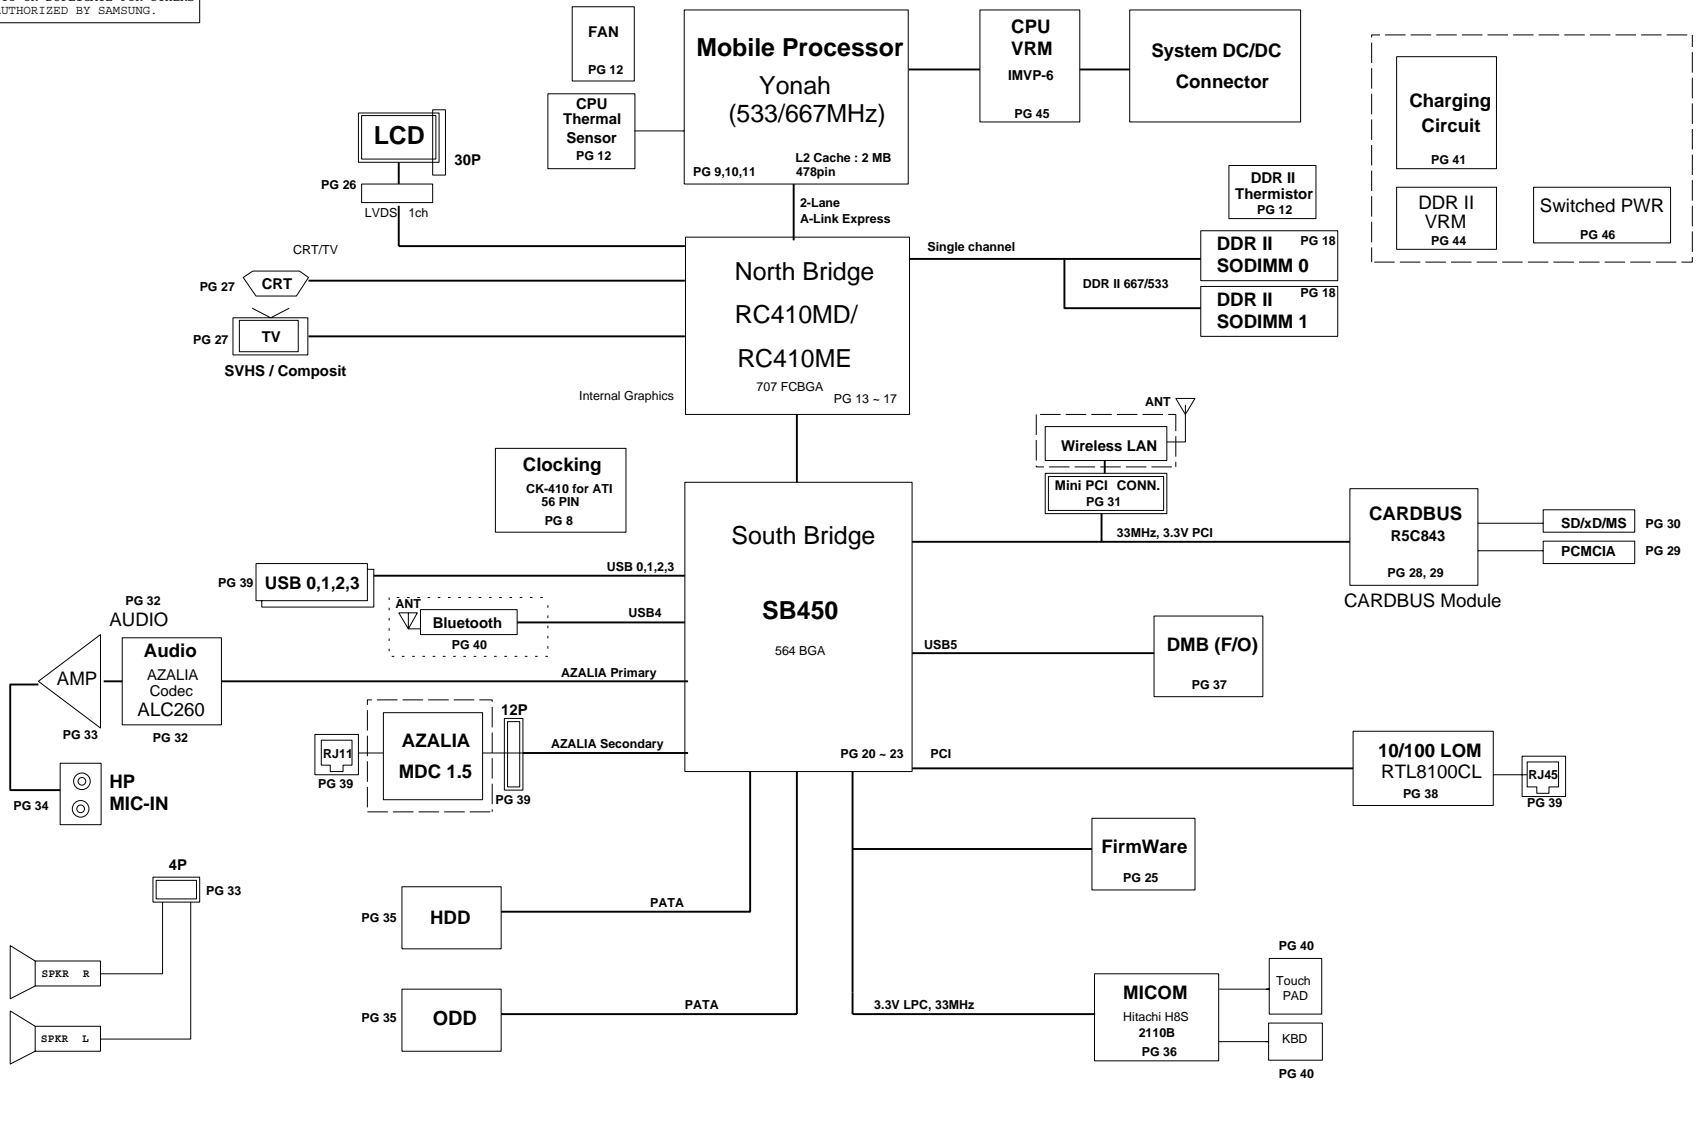 AUTHORIZED BY SAMSUNG.
FAN
PG 12
CPU
Thermal
Sensor
PG 12
Mobile Processor
Yonah
(533/667MHz)
L2 Cache : 2 MB
478pin
PG 9,10,11
CPU
VRM
IMVP-6
PG 45
System DC/DC
Connector
Charging
Circuit
PG 41
DDR II
VRM
PG 44
Switched PWR
PG 46
LCD
30P
PG 26
LVDS 1ch
2-Lane
A-Link Express
DDR II
Thermistor
PG 12
CRT/TV
PG 27
CRT
PG 27
TV
SVHS / Composit
North Bridge
RC410MD/
RC410ME
707 FCBGA
PG 13 ~ 17
Internal Graphics
Single channel
DDR II 667/533
DDR II
SODIMM 0
PG 18
DDR II
SODIMM 1
PG 18
ANT
Wireless LAN
Mini PCI CONN.
PG 31
Clocking
CK-410 for ATI
56 PIN
PG 8
South Bridge
SB450
564 BGA
PG 20 ~ 23
33MHz, 3.3V PCI
CARDBUS
R5C843
PG 28, 29
CARDBUS Module
SD/xD/MS
PG 30
PCMCIA
PG 29
PG 39
USB 0,1,2,3
USB 0,1,2,3
ANT
Bluetooth
PG 40
USB4
USB5
DMB (F/O)
PG 37
PG 32
AUDIO
Audio
AZALIA
Codec
ALC260
PG 32
AMP
PG 33
AZALIA Primary
HP
MIC-IN
PG 34
RJ11
PG 39
AZALIA
MDC 1.5
12P
PG 39
AZALIA Secondary
PCI
10/100 LOM
RTL8100CL
PG 38
RJ45
PG 39
FirmWare
PG 25
4P
PG 33
SPKR R
SPKR L
PG 35
HDD
PATA
PG 35
ODD
PATA
3.3V LPC, 33MHz
MICOM
Hitachi H8S
2110B
PG 36
PG 40
Touch
PAD
KBD
PG 40